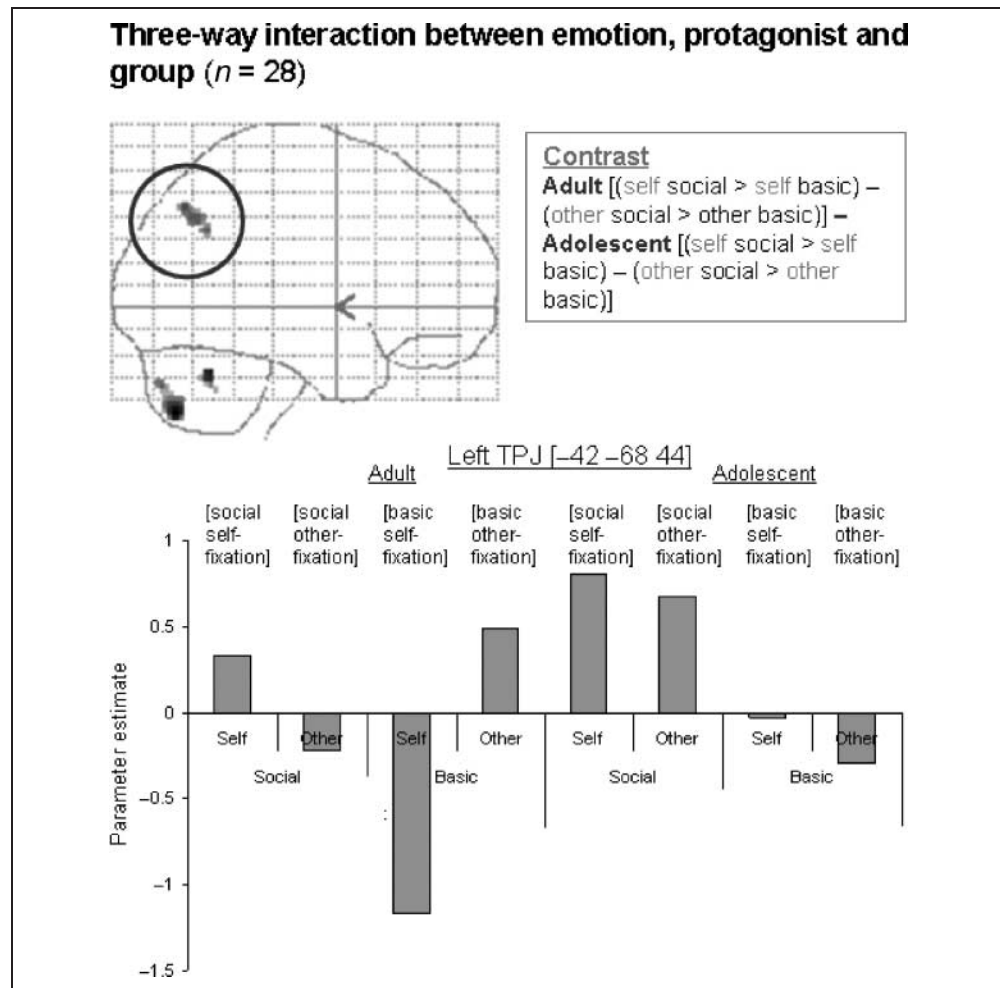 Three-way interaction between emotion, protagonist and
group (n = 28)
Contrast
Adult [(self social > self basic) –
(other social > other basic)] –
Adolescent [(self social > self
basic) – (other social > other
basic)]
Left TPJ [–42 –68 44]
Adult
Adolescent
[social self-fixation]
[social other-fixation]
[basic self-fixation]
[basic other-fixation]
[social self-fixation]
[social other-fixation]
[basic self-fixation]
[basic other-fixation]
Parameter estimate
1
0.5
0
–0.5
–1
–1.5
Self
Other
Self
Other
Self
Other
Self
Other
Social
Basic
Social
Basic